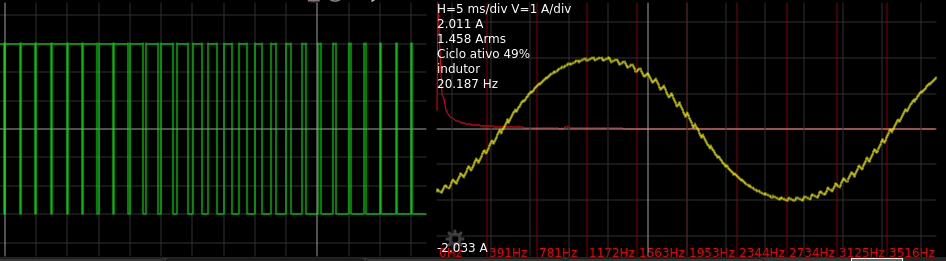 H=5 ms/div V=1 A/div
2.011 A
1.458 Arms
Ciclo ativo 49%
indutor
20.187 Hz
-2.033 A
0Hz 391Hz 781Hz 1172Hz 1563Hz 1953Hz 2344Hz 2734Hz 3125Hz 3516Hz